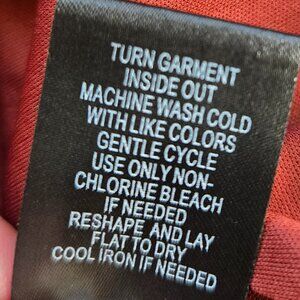 TURN GARMENT
INSIDE OUT
MACHINE WASH COLD
WITH LIKE COLORS
GENTLE CYCLE
USE ONLY NON-
CHLORINE BLEACH
IF NEEDED
RESHAPE AND LAY
FLAT TO DRY
COOL IRON IF NEEDED